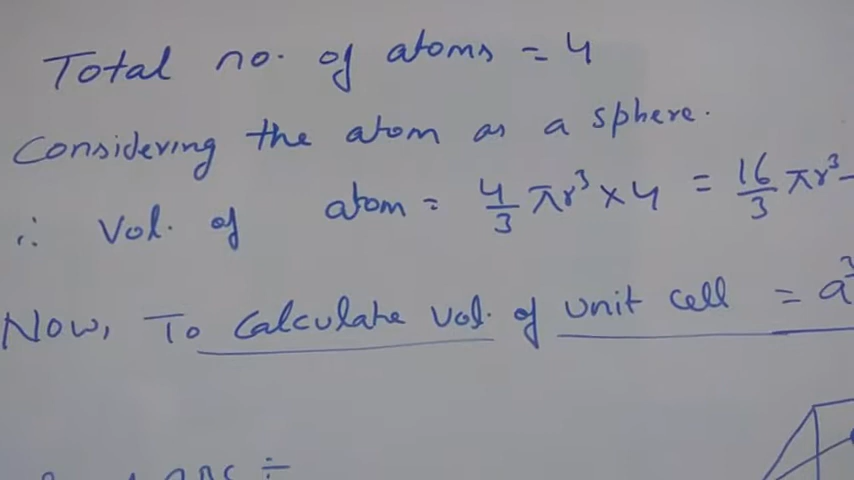 Total no. of atoms = 4
Considering the atom as a sphere.
∴ Vol. of atom = 4/3 πr³ × 4 = 16/3 πr³ -
Now, To calculate vol. of unit cell = a³